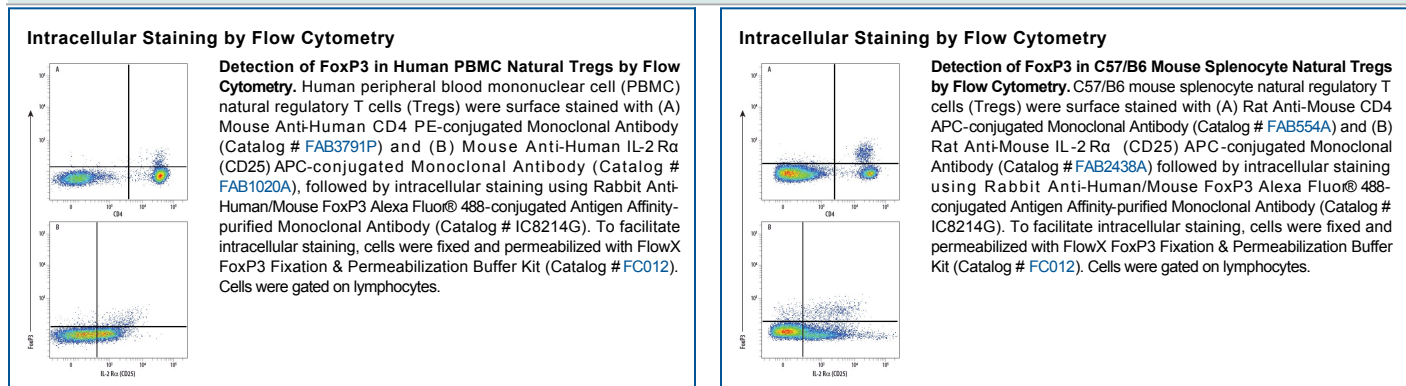 Intracellular Staining by Flow Cytometry
Detection of FoxP3 in Human PBMC Natural Tregs by Flow
Cytometry. Human peripheral blood mononuclear cell (PBMC)
natural regulatory T cells (Tregs) were surface stained with (A)
Mouse Anti-Human CD4 PE-conjugated Monoclonal Antibody
(Catalog # FAB3791P) and (B) Mouse Anti-Human IL-2 Rα
(CD25) APC-conjugated Monoclonal Antibody (Catalog #
FAB1020A), followed by intracellular staining using Rabbit Anti-
Human/Mouse FoxP3 Alexa Fluor® 488-conjugated Antigen Affinity-
purified Monoclonal Antibody (Catalog # IC8214G). To facilitate
intracellular staining, cells were fixed and permeabilized with FlowX
FoxP3 Fixation & Permeabilization Buffer Kit (Catalog # FC012).
Cells were gated on lymphocytes.
A
CD4
B
FoxP3
IL-2 Rα (CD25)
Intracellular Staining by Flow Cytometry
Detection of FoxP3 in C57/B6 Mouse Splenocyte Natural Tregs
by Flow Cytometry. C57/B6 mouse splenocyte natural regulatory T
cells (Tregs) were surface stained with (A) Rat Anti-Mouse CD4
APC-conjugated Monoclonal Antibody (Catalog # FAB554A) and (B)
Rat Anti-Mouse IL-2 Rα (CD25) APC-conjugated Monoclonal
Antibody (Catalog # FAB2438A) followed by intracellular staining
using Rabbit Anti-Human/Mouse FoxP3 Alexa Fluor® 488-
conjugated Antigen Affinity-purified Monoclonal Antibody (Catalog #
IC8214G). To facilitate intracellular staining, cells were fixed and
permeabilized with FlowX FoxP3 Fixation & Permeabilization Buffer
Kit (Catalog # FC012). Cells were gated on lymphocytes.
A
CD4
B
FoxP3
IL-2 Rα (CD25)